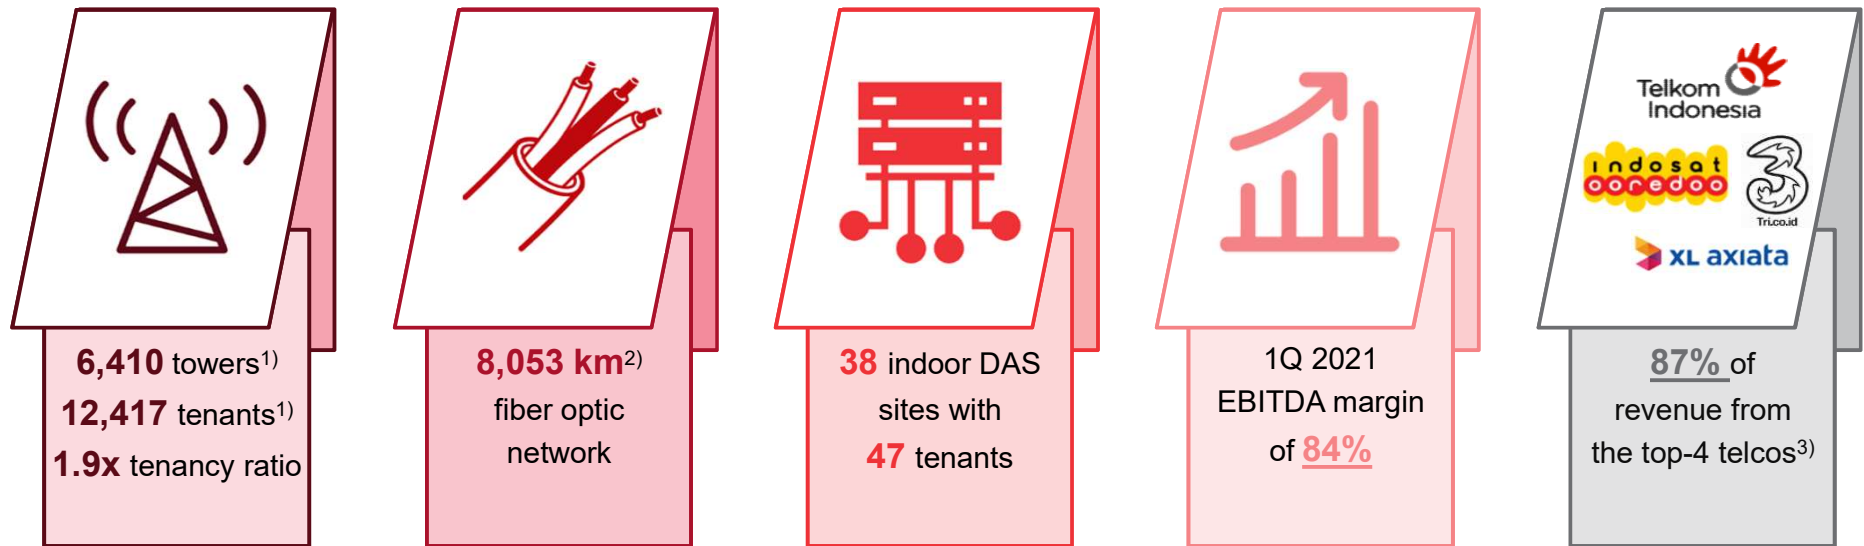 Telkom
Indonesia
indosat
ooredoo
3
Tri.co.id
XL axiata
6,410 towers1)
12,417 tenants1)
1.9x tenancy ratio
8,053 km2)
fiber optic
network
38 indoor DAS
sites with
47 tenants
1Q 2021
EBITDA margin
of 84%
87% of
revenue from
the top-4 telcos3)